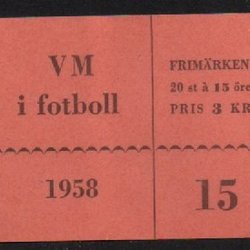 VM
i fotboll
1958
FRIMÄRKEN
20 st à 15 öre
PRIS 3 KR
15